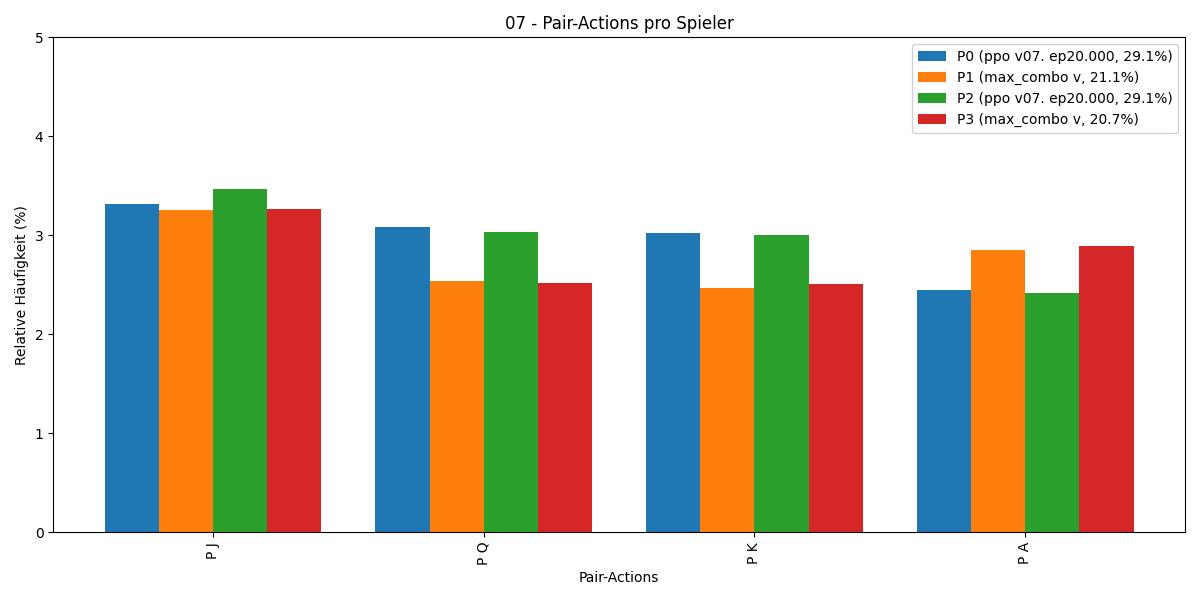 07 - Pair-Actions pro Spieler
P0 (ppo v07. ep20.000, 29.1%)
P1 (max_combo v, 21.1%)
P2 (ppo v07. ep20.000, 29.1%)
P3 (max_combo v, 20.7%)
Relative Häufigkeit (%)
5
4
3
2
1
0
P J
P Q
P K
P A
Pair-Actions